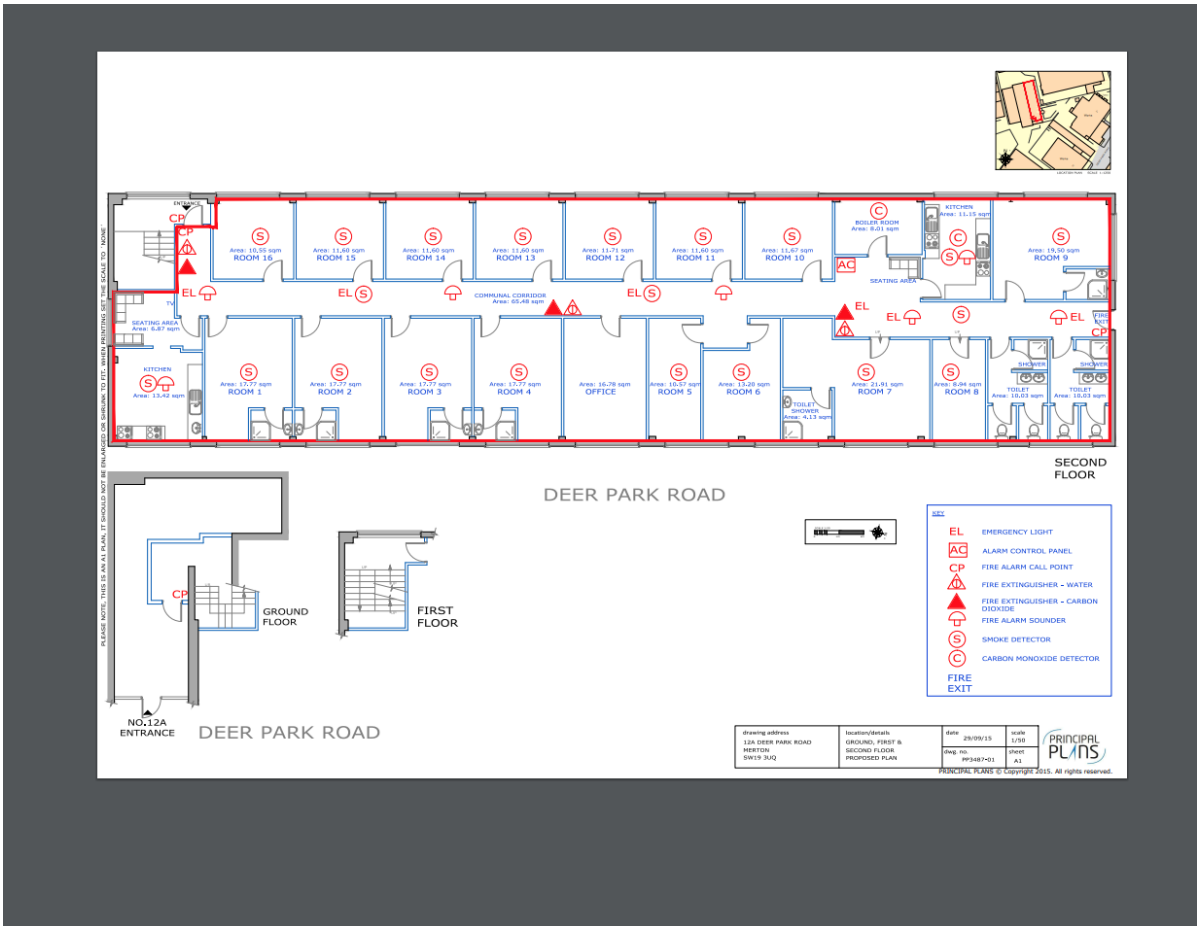 LOCATION PLAN SCALE 1:1250
ENTRANCE
CP
CP
Area: 10,55 sqm
ROOM 16
S
Area: 11,60 sqm
ROOM 15
S
Area: 11,60 sqm
ROOM 14
S
Area: 11,60 sqm
ROOM 13
S
Area: 11-71 sqm
ROOM 12
S
Area: 11,60 sqm
ROOM 11
S
Area: 11,67 sqm
ROOM 10
S
C
BOILER ROOM
Area: 8.01 sqm
KITCHEN
Area: 11.15 sqm
C
S
S
Area: 19,50 sqm
ROOM 9
AC
SEATING AREA
EL
EL S
COMMUNAL CORRIDOR
Area: 65.48 sqm
EL S
EL
EL
S
EL
FIRE
EXIT
CP
TV
SEATING AREA
Area: 6.87 sqm
KITCHEN
S
Area: 13.42 sqm
S
Area: 17.77 sqm
ROOM 1
S
Area: 17.77 sqm
ROOM 2
S
Area: 17.77 sqm
ROOM 3
S
Area: 17.77 sqm
ROOM 4
Area: 16.78 sqm
OFFICE
S
Area: 10.57 sqm
ROOM 5
S
Area: 13.20 sqm
ROOM 6
TOILET
SHOWER
Area: 4.13 sqm
S
Area: 21.91 sqm
ROOM 7
S
Area: 8.94 sqm
ROOM 8
SHOWER
TOILET
Area: 10.03 sqm
SHOWER
TOILET
Area: 10.03 sqm
SECOND
FLOOR
DEER PARK ROAD
PLEASE NOTE, THIS IS AN A1 PLAN, IT SHOULD NOT BE ENLARGED OR SHRUNK TO FIT. WHEN PRINTING SET THE SCALE TO 'NONE'
CP
GROUND
FLOOR
FIRST
FLOOR
NO.12A
ENTRANCE
DEER PARK ROAD
KEY
EL EMERGENCY LIGHT
AC ALARM CONTROL PANEL
CP FIRE ALARM CALL POINT
FIRE EXTINGUISHER - WATER
FIRE EXTINGUISHER - CARBON
DIOXIDE
FIRE ALARM SOUNDER
S SMOKE DETECTOR
C CARBON MONOXIDE DETECTOR
FIRE
EXIT
drawing address
12A DEER PARK ROAD
MERTON
SW19 3UQ
location/details
GROUND, FIRST &
SECOND FLOOR
PROPOSED PLAN
date
29/09/15
scale
1/50
dwg. no.
PP3487-01
sheet
A1
PRINCIPAL
PLANS
PRINCIPAL PLANS © Copyright 2015. All rights reserved.